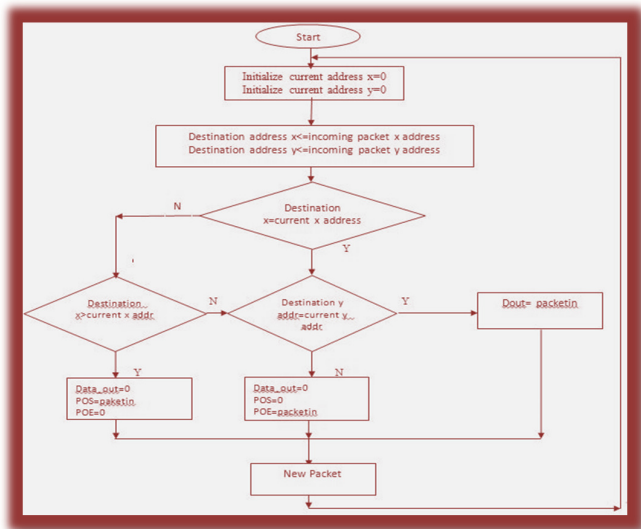 Start
Initialize current address x=0
Initialize current address y=0
Destination address x<=incoming packet x address
Destination address y<=incoming packet y address
Destination
x=current x address
N
Y
Destination
x>current x addr
N
Destination y
addr=current y
addr
Y
Dout= packetin
Y
Data_out=0
POS=paketin
POE=0
N
Data_out=0
POS=0
POE=packetin
New Packet